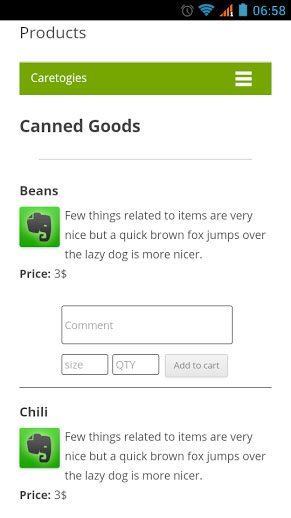 06:58
Products
Caretogies
Canned Goods
Beans
Few things related to items are very
nice but a quick brown fox jumps over
the lazy dog is more nicer.
Price: 3$
Comment
size QTY Add to cart
Chili
Few things related to items are very
nice but a quick brown fox jumps over
the lazy dog is more nicer.
Price: 3$